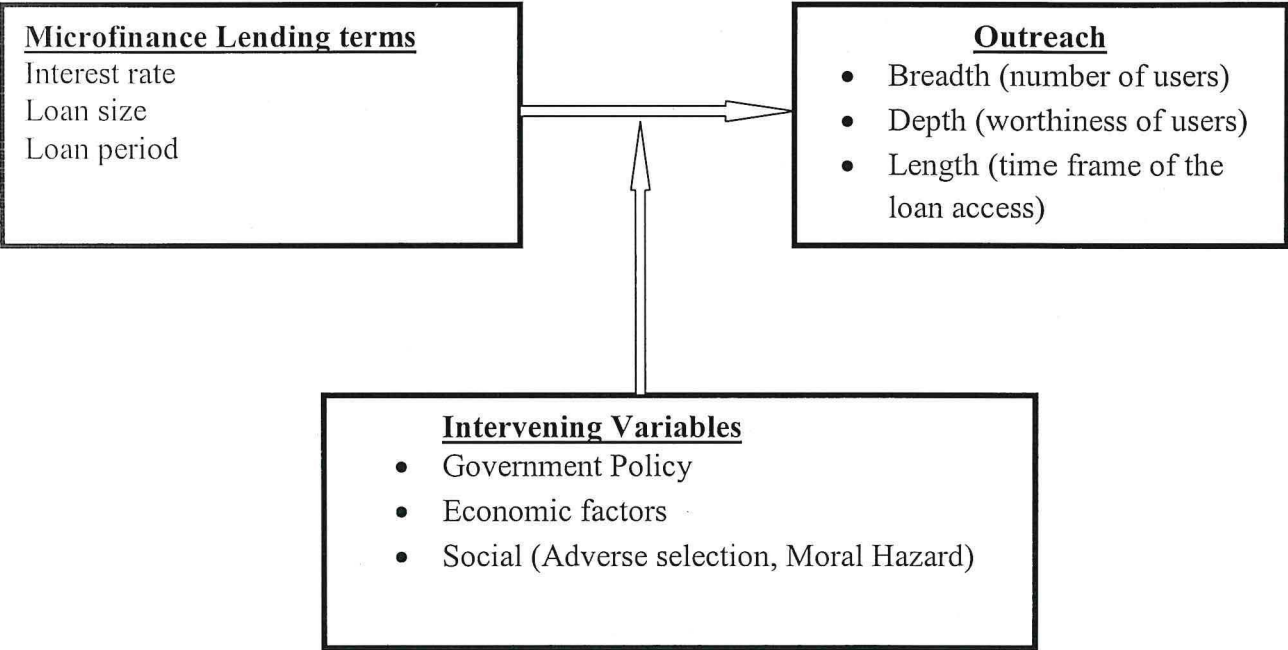 Microfinance Lending terms
Interest rate
Loan size
Loan period
Outreach
• Breadth (number of users)
• Depth (worthiness of users)
• Length (time frame of the
loan access)
Intervening Variables
• Government Policy
• Economic factors
• Social (Adverse selection, Moral Hazard)